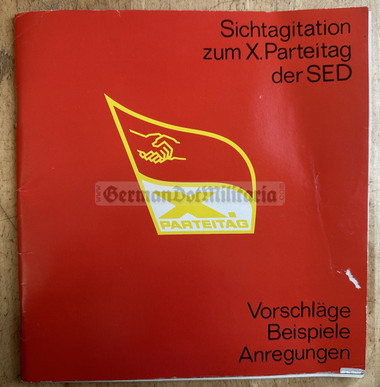 Sichtagitation
zum X.Parteitag
der SED
GermanDotMilitaria
X.
PARTEITAG
Vorschläge
Beispiele
Anregungen